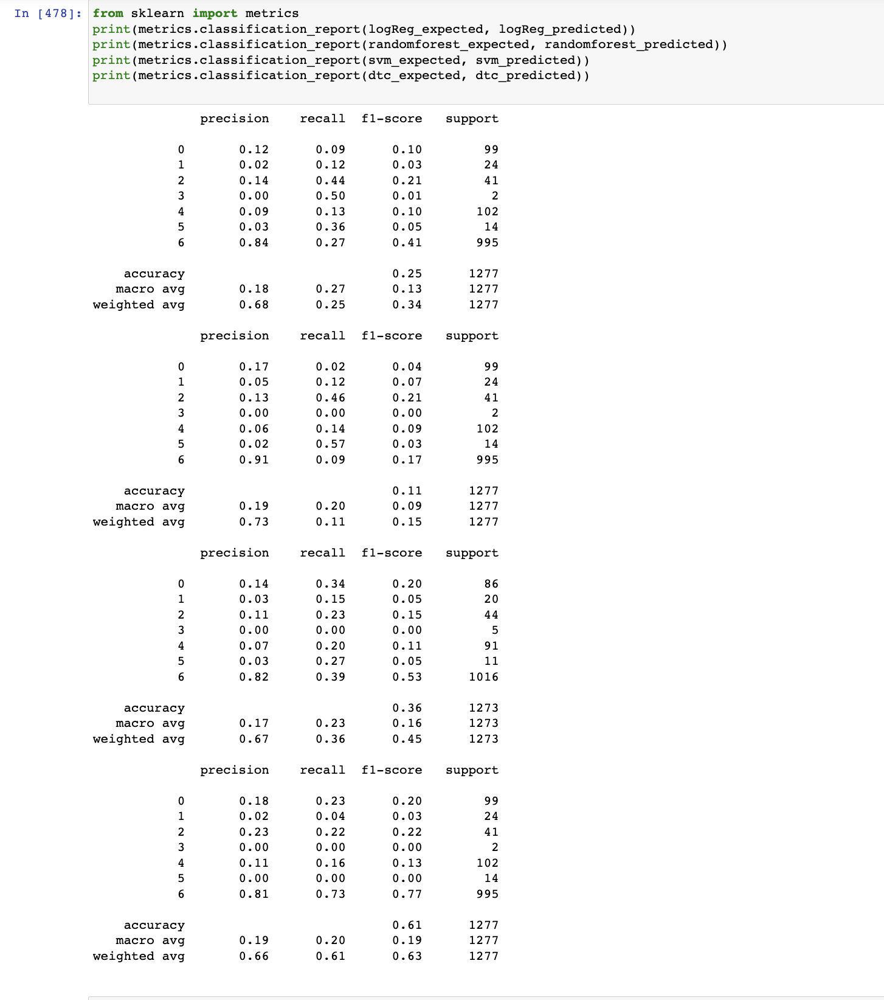 In [478]: from sklearn import metrics
print(metrics.classification_report(logReg_expected, logReg_predicted))
print(metrics.classification_report(randomforest_expected, randomforest_predicted))
print(metrics.classification_report(svm_expected, svm_predicted))
print(metrics.classification_report(dtc_expected, dtc_predicted))
precision recall f1-score support
0 0.12 0.09 0.10 99
1 0.02 0.12 0.03 24
2 0.14 0.44 0.21 41
3 0.00 0.50 0.01 2
4 0.09 0.13 0.10 102
5 0.03 0.36 0.05 14
6 0.84 0.27 0.41 995
accuracy 0.25 1277
macro avg 0.18 0.27 0.13 1277
weighted avg 0.68 0.25 0.34 1277
precision recall f1-score support
0 0.17 0.02 0.04 99
1 0.05 0.12 0.07 24
2 0.13 0.46 0.21 41
3 0.00 0.00 0.00 2
4 0.06 0.14 0.09 102
5 0.02 0.57 0.03 14
6 0.91 0.09 0.17 995
accuracy 0.11 1277
macro avg 0.19 0.20 0.09 1277
weighted avg 0.73 0.11 0.15 1277
precision recall f1-score support
0 0.14 0.34 0.20 86
1 0.03 0.15 0.05 20
2 0.11 0.23 0.15 44
3 0.00 0.00 0.00 5
4 0.07 0.20 0.11 91
5 0.03 0.27 0.05 11
6 0.82 0.39 0.53 1016
accuracy 0.36 1273
macro avg 0.17 0.23 0.16 1273
weighted avg 0.67 0.36 0.45 1273
precision recall f1-score support
0 0.18 0.23 0.20 99
1 0.02 0.04 0.03 24
2 0.23 0.22 0.22 41
3 0.00 0.00 0.00 2
4 0.11 0.16 0.13 102
5 0.00 0.00 0.00 14
6 0.81 0.73 0.77 995
accuracy 0.61 1277
macro avg 0.19 0.20 0.19 1277
weighted avg 0.66 0.61 0.63 1277